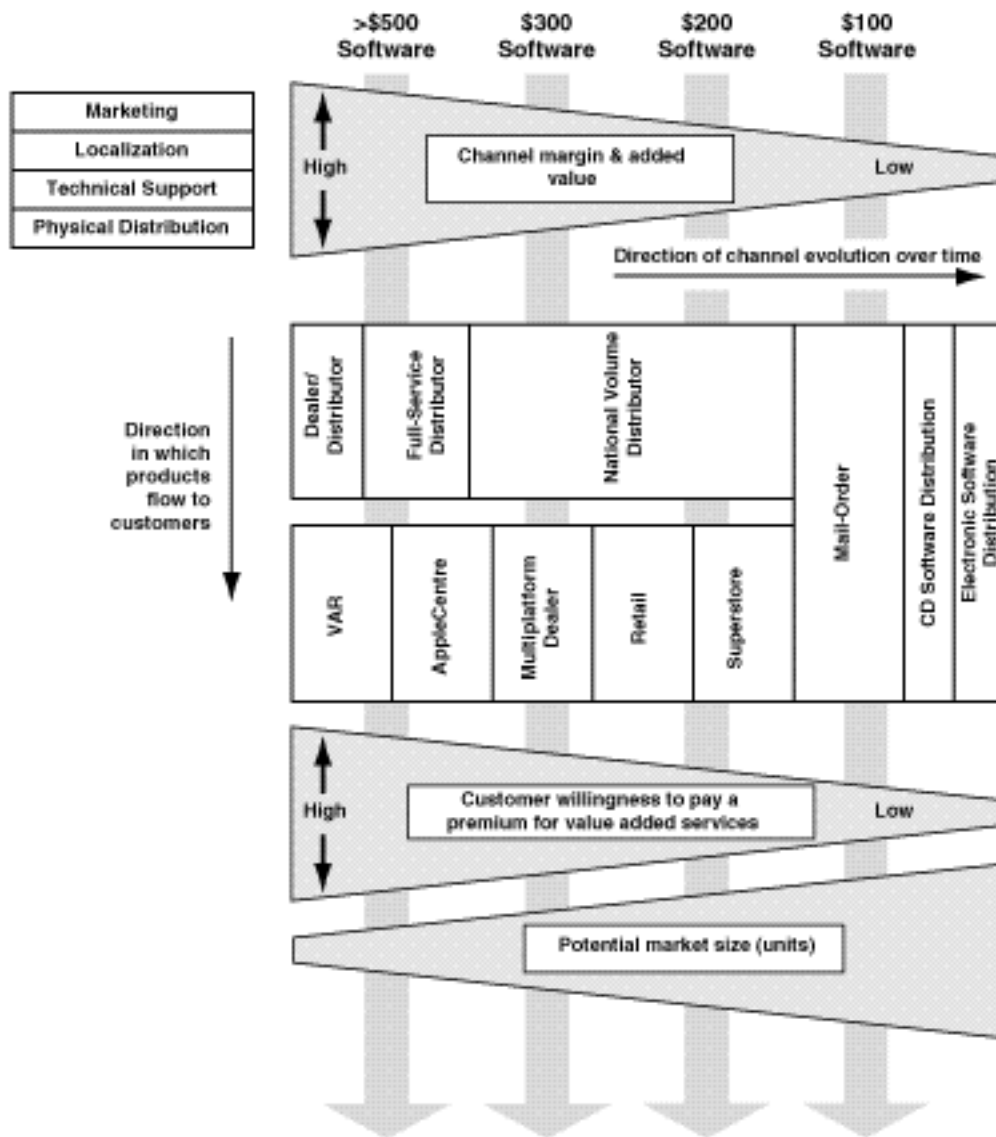 >$500
Software
$300
Software
$200
Software
$100
Software
Marketing
Localization
Technical Support
Physical Distribution
High
Channel margin & added
value
Low
Direction of channel evolution over time
Direction
in which
products
flow to
customers
Dealer/
Distributor
Full-Service
Distributor
National Volume
Distributor
Mail-Order
CD Software Distribution
Electronic Software
Distribution
VAR
AppleCentre
Multiplatform
Dealer
Retail
Superstore
High
Customer willingness to pay a
premium for value added services
Low
Potential market size (units)